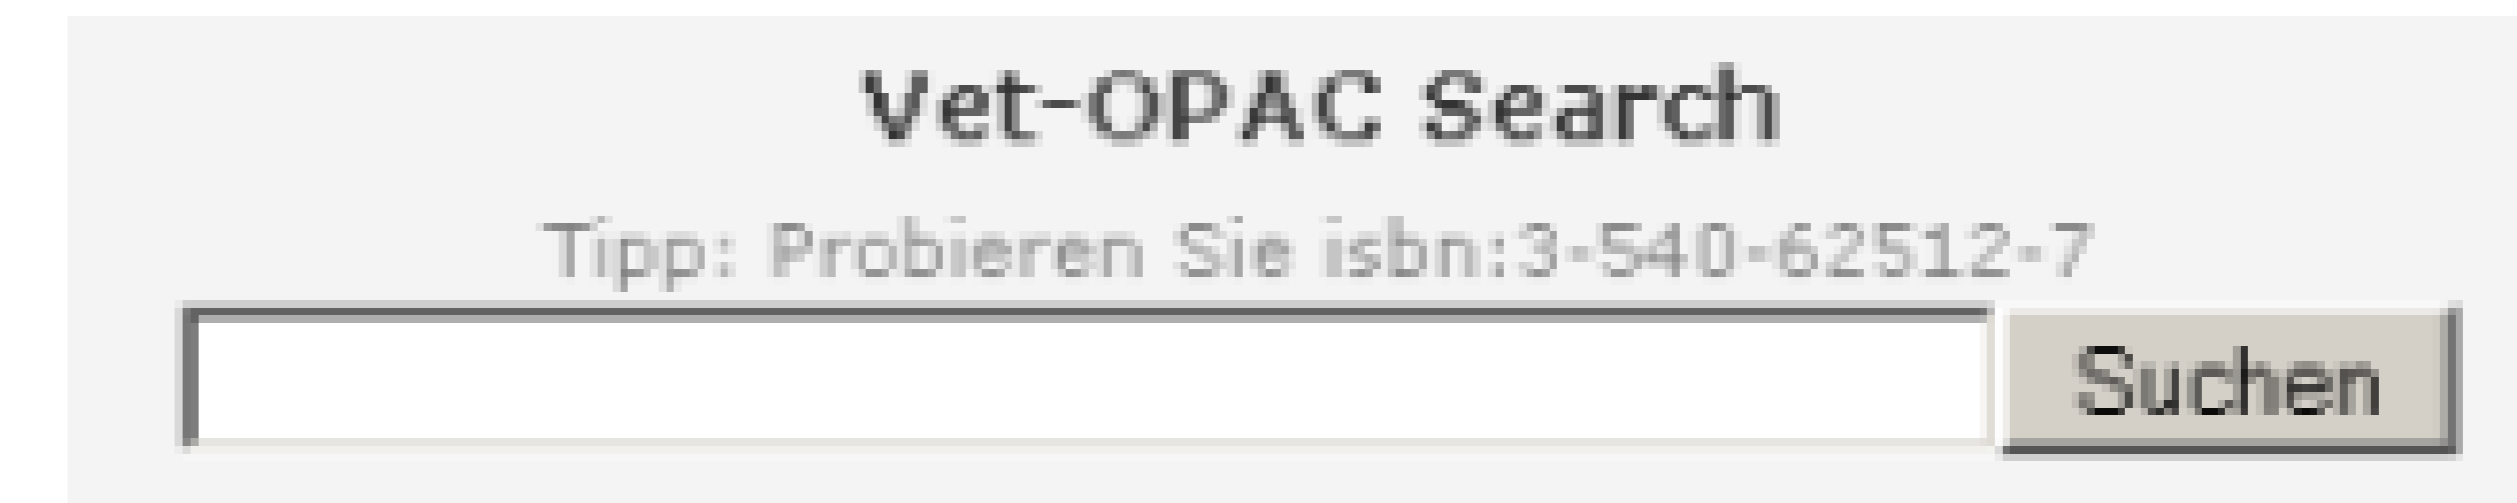 Vet-OPAC Search
Tipp: Probieren Sie isbn:3-540-62512-7
Suchen